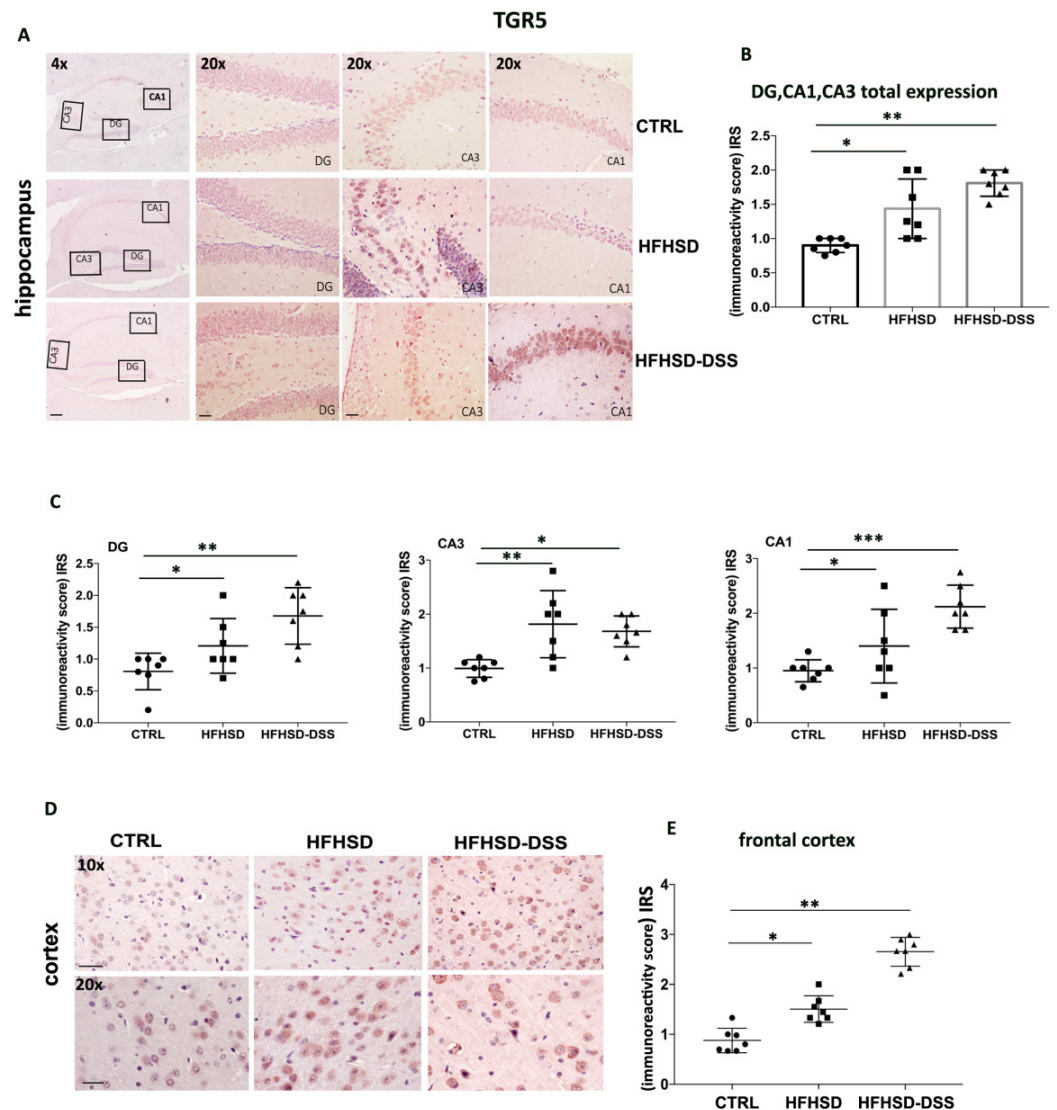 TGR5
A
4x
20x
20x
20x
CA3
CA1
DG
DG
CA3
CA1
CTRL
CA1
CA3
DG
DG
CA3
CA1
HFHSD
CA1
CA3
DG
DG
CA3
CA1
HFHSD-DSS
hippocampus
B
DG,CA1,CA3 total expression
(immunoreactivity score) IRS
2.5
2.0
1.5
1.0
0.5
0.0
*
**
CTRL
HFHSD
HFHSD-DSS
C
DG
(immunoreactivity score) IRS
2.5
2.0
1.5
1.0
0.5
0.0
*
**
CTRL
HFHSD
HFHSD-DSS
CA3
(immunoreactivity score) IRS
3
2
1
0
**
*
CTRL
HFHSD
HFHSD-DSS
CA1
(immunoreactivity score) IRS
3
2
1
0
*
***
CTRL
HFHSD
HFHSD-DSS
D
CTRL
HFHSD
HFHSD-DSS
10x
20x
cortex
E
frontal cortex
(immunoreactivity score) IRS
4
3
2
1
0
*
**
CTRL
HFHSD
HFHSD-DSS